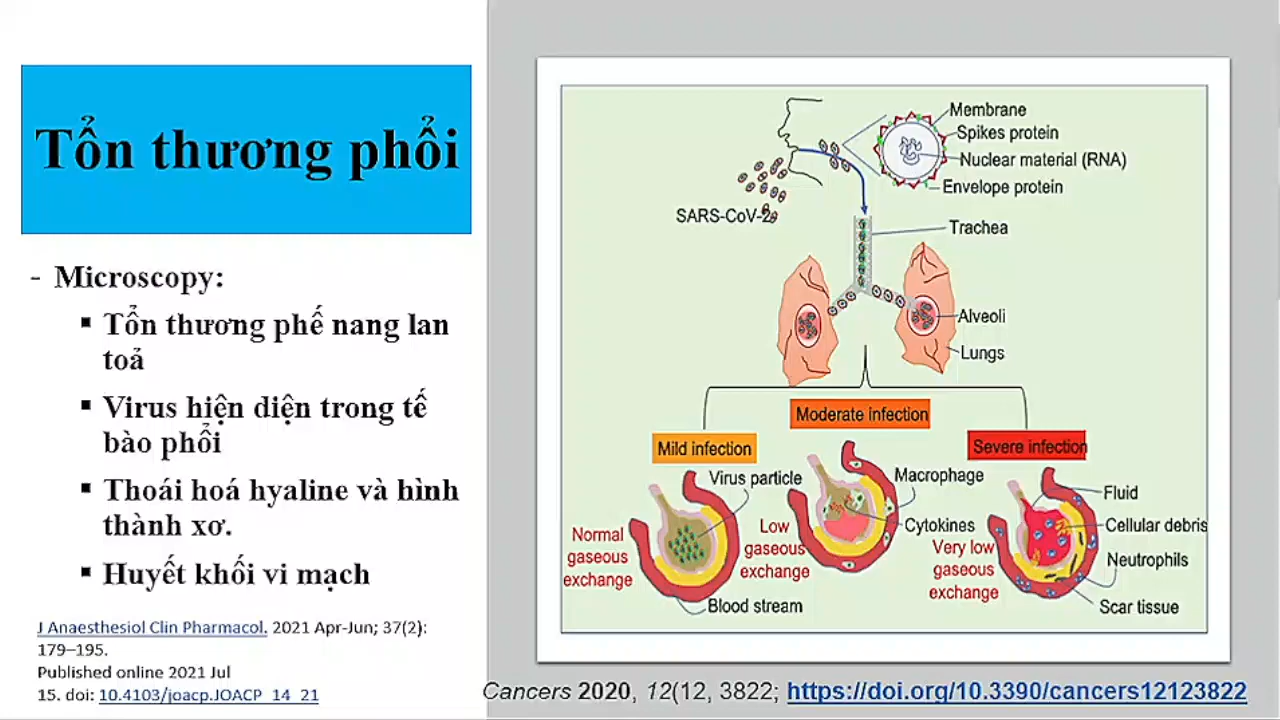 Tổn thương phổi
- Microscopy:
▪ Tổn thương phế nang lan
toả
▪ Virus hiện diện trong tế
bào phổi
▪ Thoái hoá hyaline và hình
thành xơ.
▪ Huyết khối vi mạch
J Anaesthesiol Clin Pharmacol. 2021 Apr-Jun; 37(2):
179–195.
Published online 2021 Jul
15. doi: 10.4103/joacp.JOACP_14_21
Membrane
Spikes protein
Nuclear material (RNA)
Envelope protein
SARS-CoV-2
Trachea
Alveoli
Lungs
Moderate infection
Mild infection
Severe infection
Virus particle
Macrophage
Fluid
Cytokines
Cellular debris
Normal
gaseous
exchange
Low
gaseous
exchange
Very low
gaseous
exchange
Neutrophils
Blood stream
Scar tissue
Cancers 2020, 12(12, 3822; https://doi.org/10.3390/cancers12123822